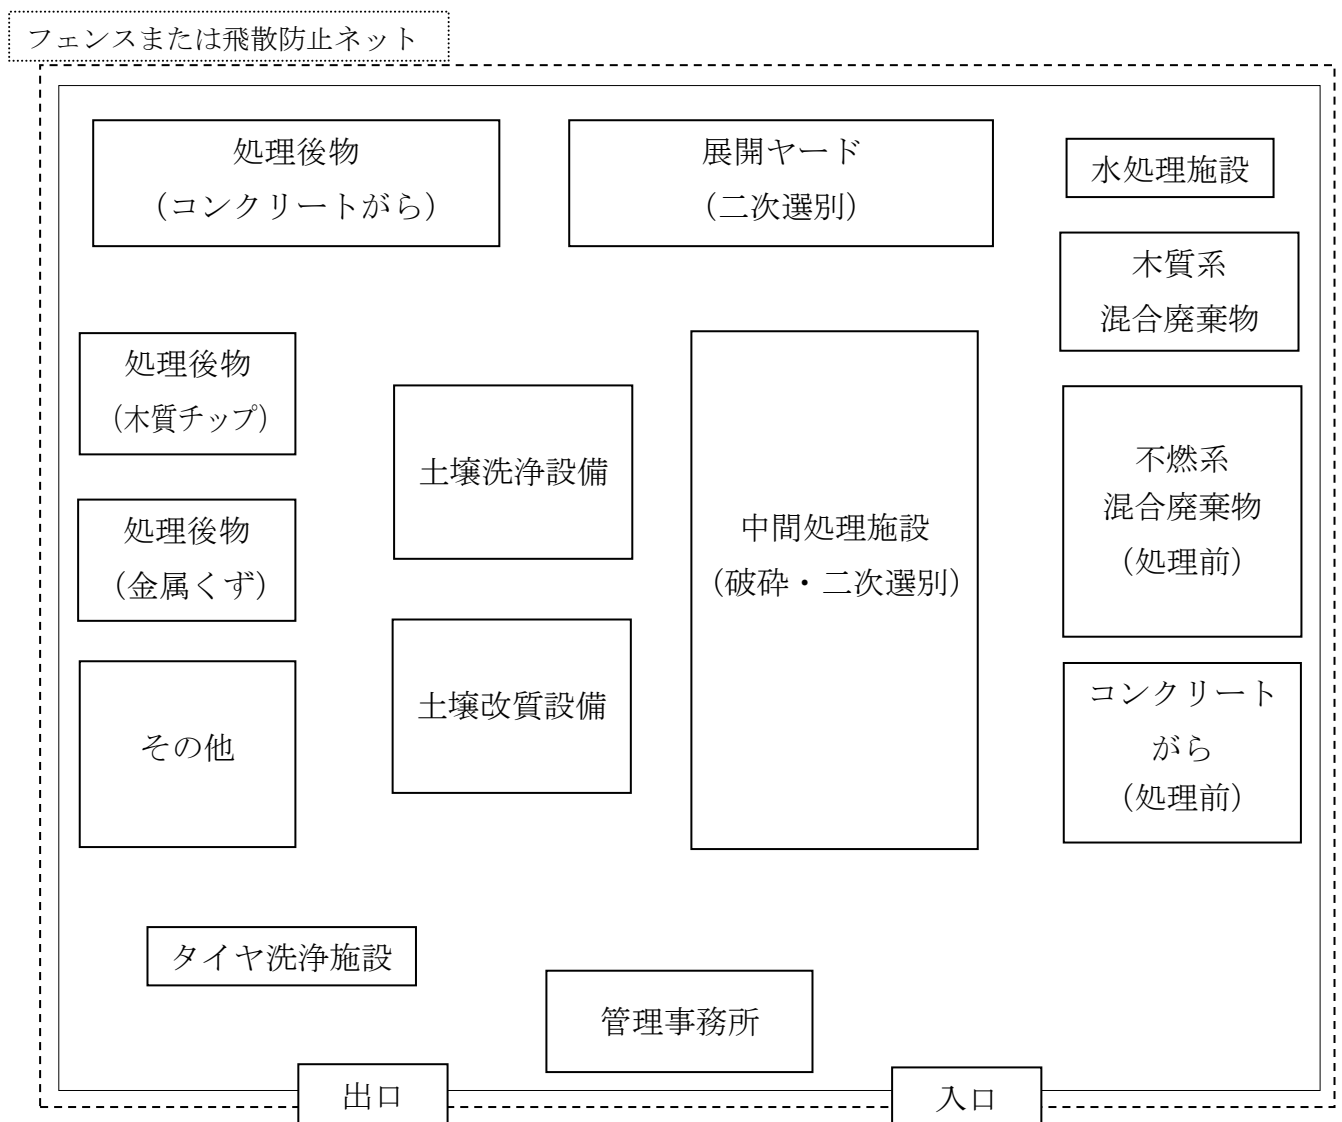 フェンスまたは飛散防止ネット
処理後物
（コンクリートがら）
展開ヤード
（二次選別）
水処理施設
木質系
混合廃棄物
処理後物
（木質チップ）
土壌洗浄設備
中間処理施設
（破砕・二次選別）
不燃系
混合廃棄物
（処理前）
処理後物
（金属くず）
土壌改質設備
コンクリート
がら
（処理前）
その他
タイヤ洗浄施設
管理事務所
出口
入口